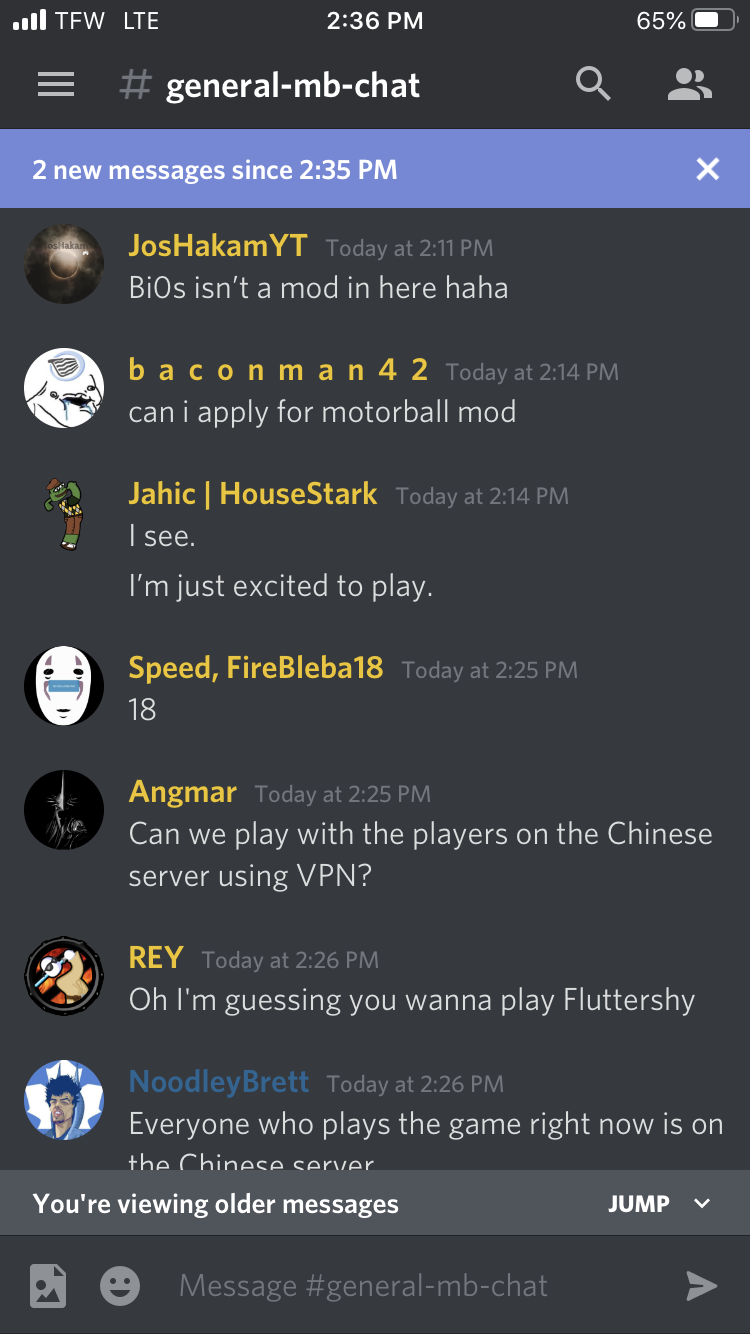 TFW LTE 2:36 PM 65%
# general-mb-chat
2 new messages since 2:35 PM
JosHakamYT Today at 2:11 PM
Bi0s isn’t a mod in here haha
b a c o n m a n 4 2 Today at 2:14 PM
can i apply for motorball mod
Jahic | HouseStark Today at 2:14 PM
I see.
I’m just excited to play.
Speed, FireBleba18 Today at 2:25 PM
18
Angmar Today at 2:25 PM
Can we play with the players on the Chinese
server using VPN?
REY Today at 2:26 PM
Oh I'm guessing you wanna play Fluttershy
NoodleyBrett Today at 2:26 PM
Everyone who plays the game right now is on
the Chinese server
You're viewing older messages JUMP
Message #general-mb-chat